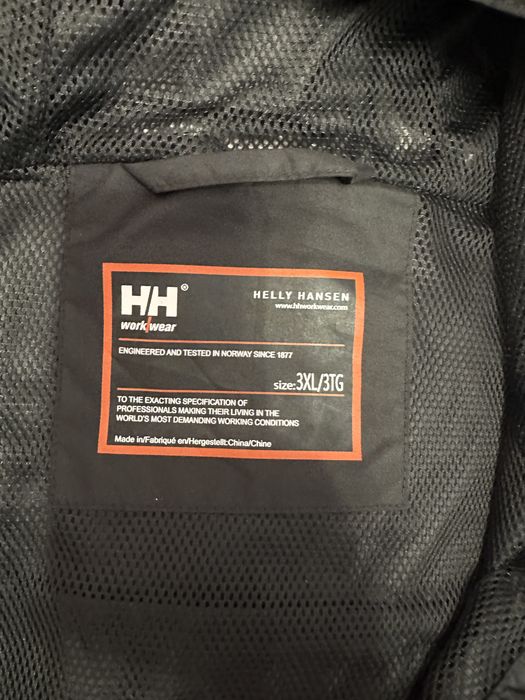 HH®
HELLY HANSEN
www.hhworkwear.com
work/wear
ENGINEERED AND TESTED IN NORWAY SINCE 1877
size:3XL/3TG
TO THE EXACTING SPECIFICATION OF
PROFESSIONALS MAKING THEIR LIVING IN THE
WORLD'S MOST DEMANDING WORKING CONDITIONS
Made in/Fabriqué en/Hergestellt:China/Chine